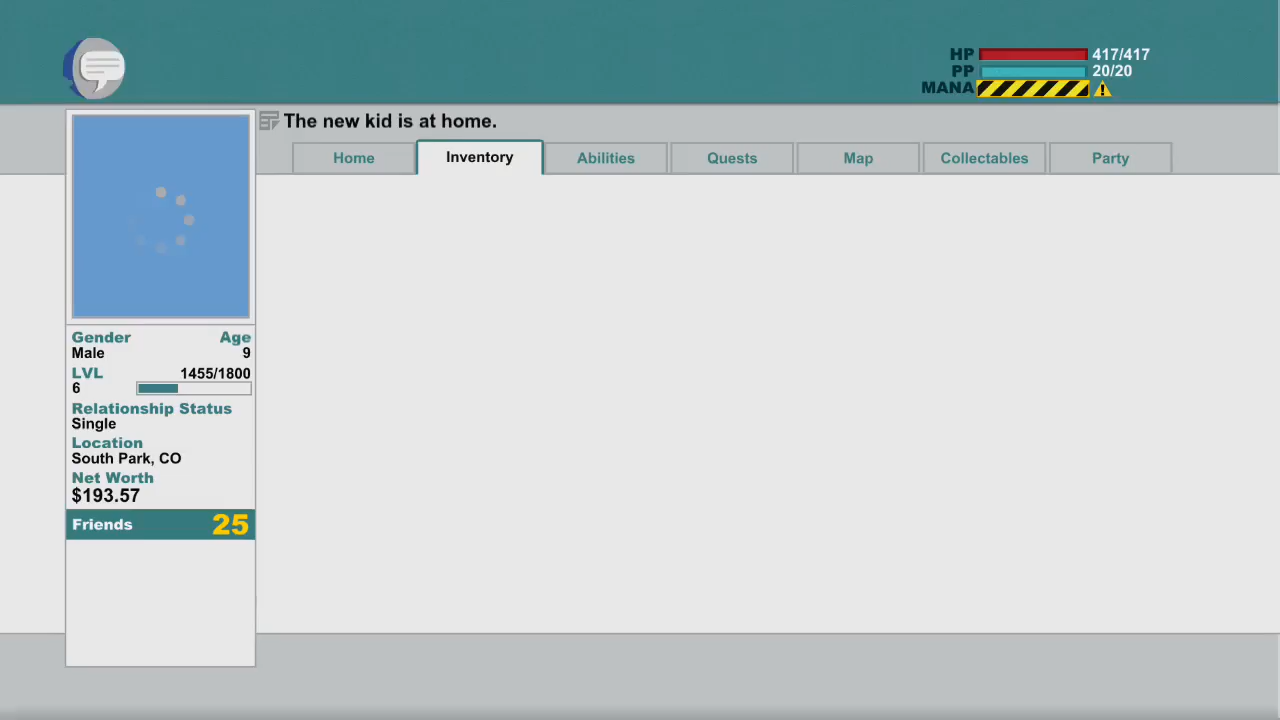 HP 417/417
PP 20/20
MANA
The new kid is at home.
Home Inventory Abilities Quests Map Collectables Party
Gender Age
Male 9
LVL 1455/1800
6
Relationship Status
Single
Location
South Park, CO
Net Worth
$193.57
Friends 25